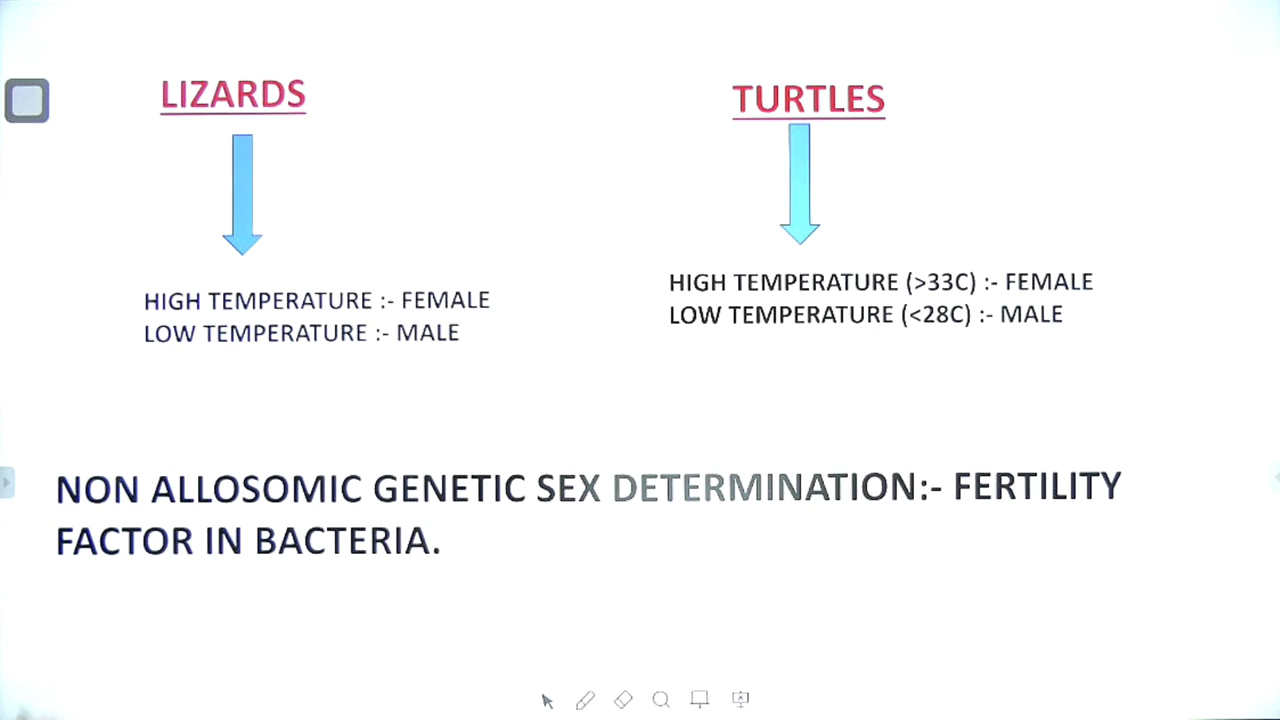 LIZARDS
HIGH TEMPERATURE :- FEMALE
LOW TEMPERATURE :- MALE
TURTLES
HIGH TEMPERATURE (>33C) :- FEMALE
LOW TEMPERATURE (<28C) :- MALE
NON ALLOSOMIC GENETIC SEX DETERMINATION:- FERTILITY
FACTOR IN BACTERIA.